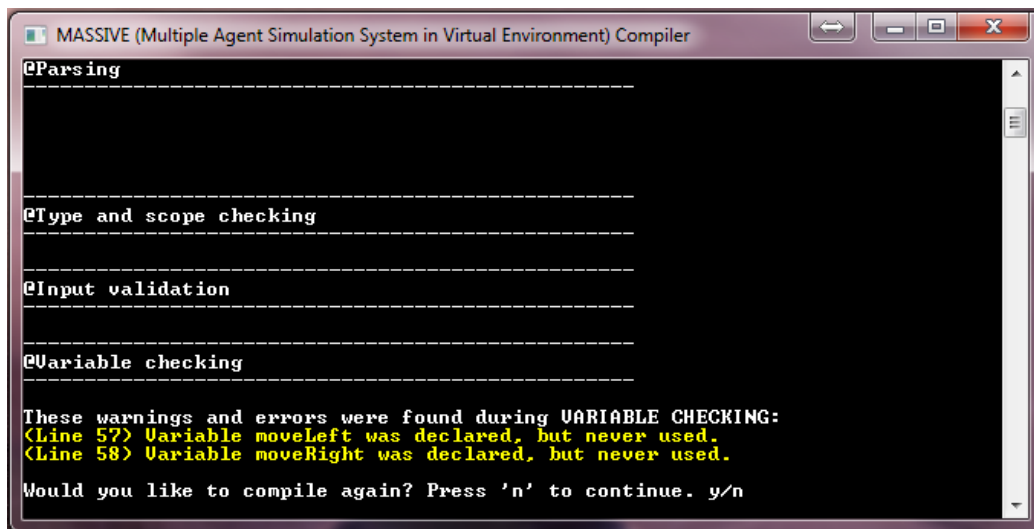 MASSIVE (Multiple Agent Simulation System in Virtual Environment) Compiler
@Parsing
--------------------------------------------------
--------------------------------------------------
@Type and scope checking
--------------------------------------------------
--------------------------------------------------
@Input validation
--------------------------------------------------
--------------------------------------------------
@Variable checking
--------------------------------------------------
These warnings and errors were found during VARIABLE CHECKING:
(Line 57) Variable moveLeft was declared, but never used.
(Line 58) Variable moveRight was declared, but never used.
Would you like to compile again? Press 'n' to continue. y/n